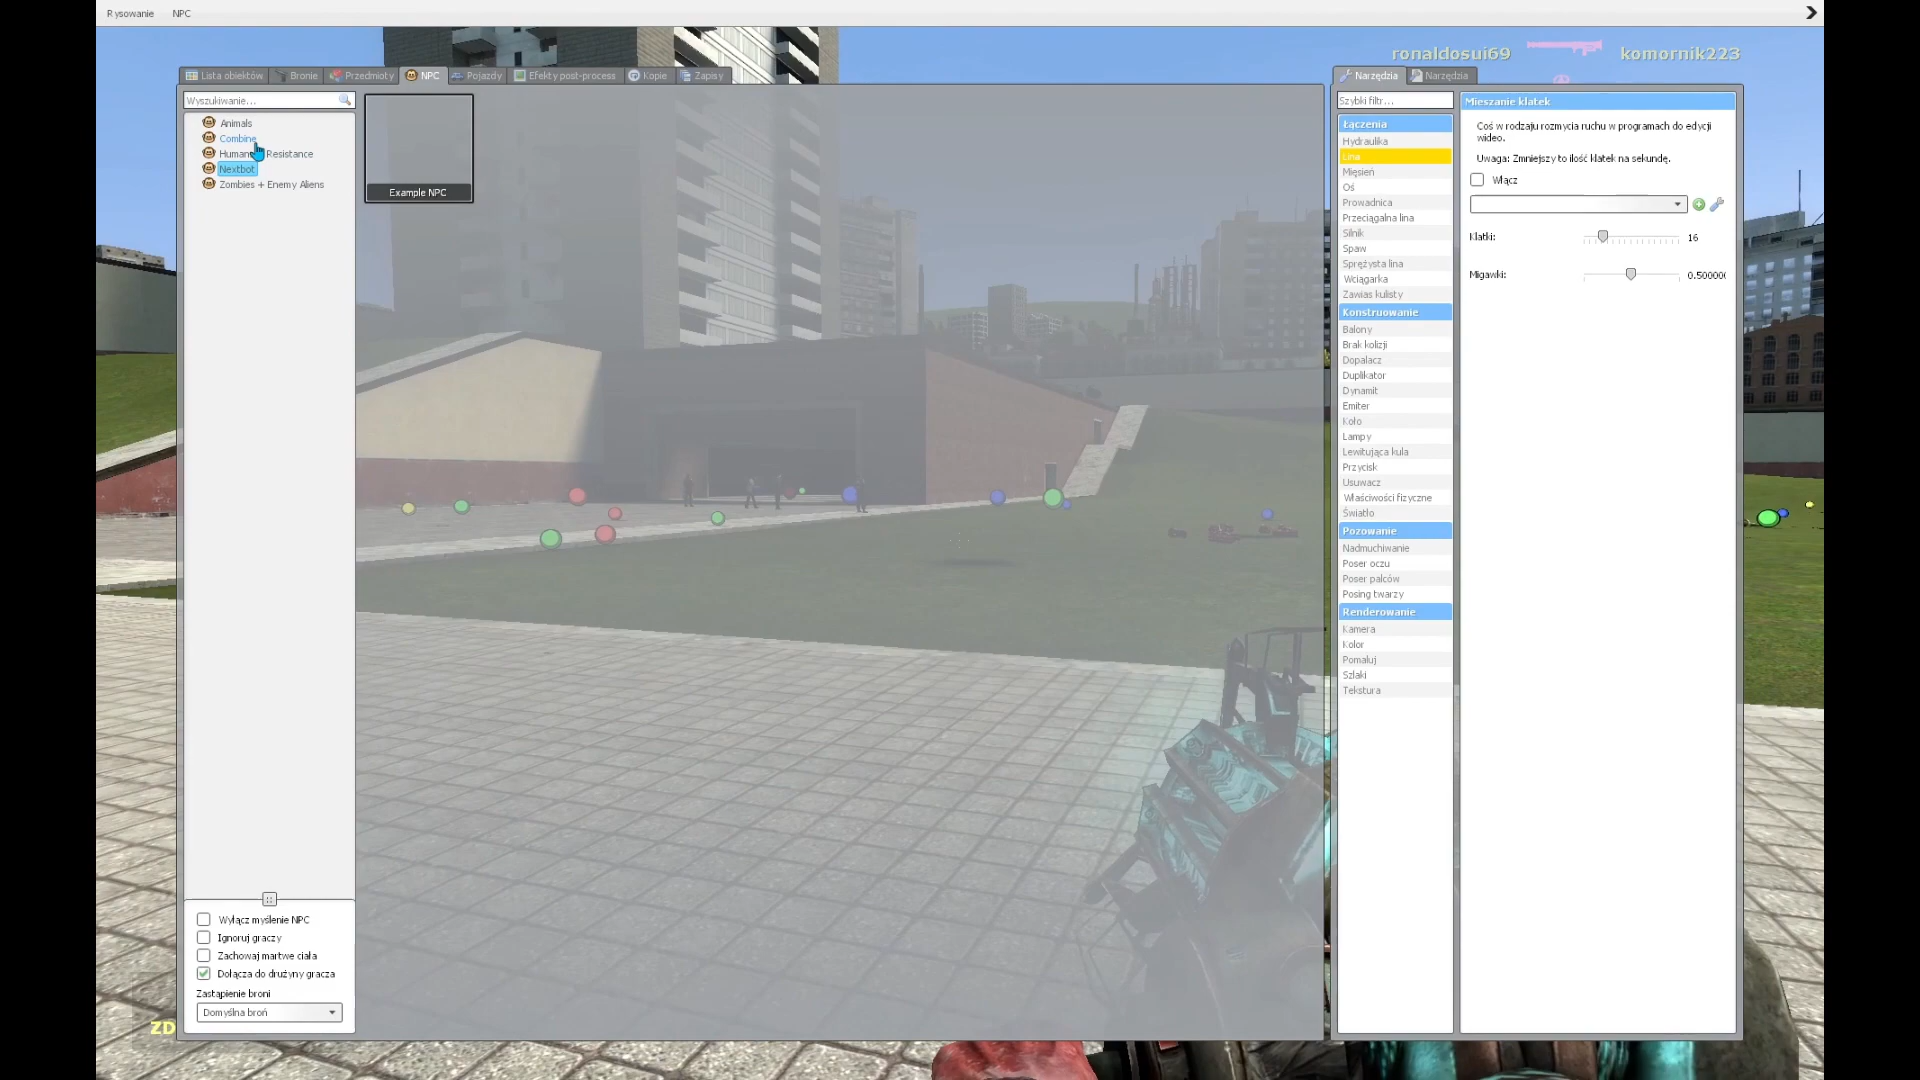 Rysowanie NPC
ronaldosui69 komornik223
Lista obiektów Bronie Przedmioty NPC Pojazdy Efekty post-process Kopie Zapisy
Narzędzia Narzędzia
Wyszukiwanie...
Animals
Combine
Human Resistance
Nextbot
Zombies + Enemy Aliens
Example NPC
Wyłącz myślenie NPC
Ignoruj graczy
Zachowaj martwe ciała
Dołącza do drużyny gracza
Zastąpienie broni
Domyślna broń
ZD
Szybki filtr...
Łączenia
Hydraulika
Lina
Mięsień
Oś
Prowadnica
Przeciągalna lina
Silnik
Spaw
Sprężysta lina
Wciągarka
Zawias kulisty
Konstruowanie
Balony
Brak kolizji
Dopalacz
Duplikator
Dynamit
Emiter
Koło
Lampy
Lewitująca kula
Przycisk
Usuwacz
Właściwości fizyczne
Światło
Pozowanie
Nadmuchiwanie
Poser oczu
Poser palców
Posing twarzy
Renderowanie
Kamera
Kolor
Pomaluj
Szlaki
Tekstura
Mieszanie klatek
Coś w rodzaju rozmycia ruchu w programach do edycji
wideo.
Uwaga: Zmniejszy to ilość klatek na sekundę.
Włącz
Klatki: 16
Migawki: 0.500000